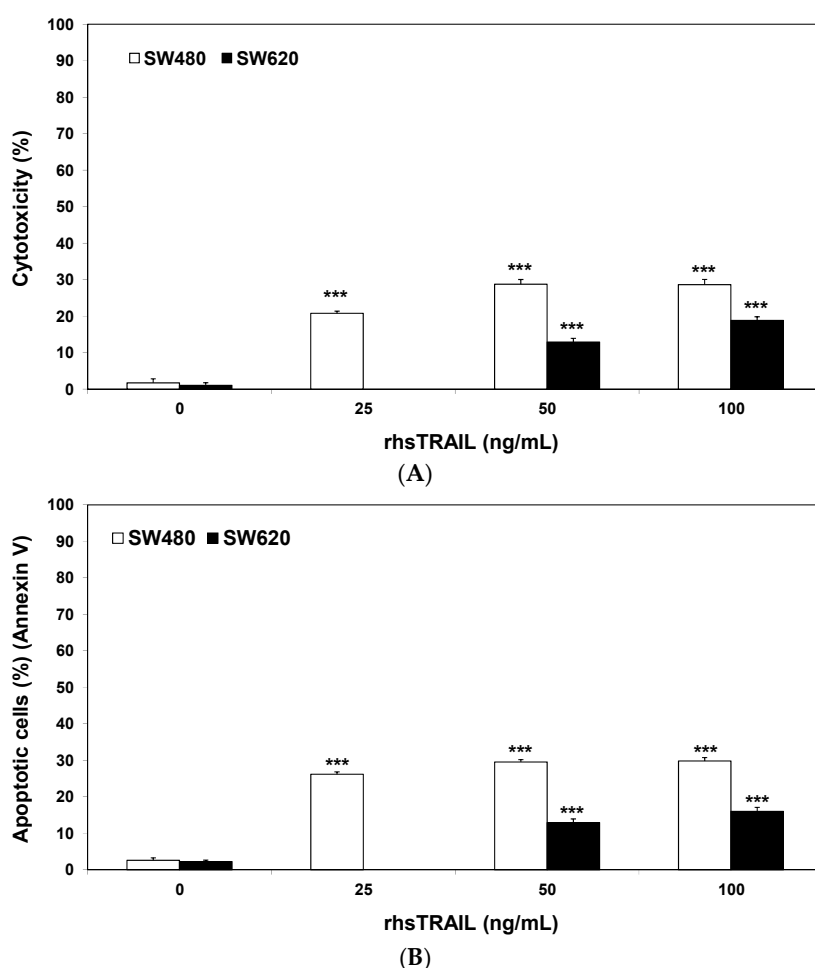 100
90
80
70
60
50
40
30
20
10
0
Cytotoxicity (%)
SW480 SW620
***
*** ***
*** ***
0 25 50 100
rhsTRAIL (ng/mL)
(A)
100
90
80
70
60
50
40
30
20
10
0
Apoptotic cells (%) (Annexin V)
SW480 SW620
*** *** ***
*** ***
0 25 50 100
rhsTRAIL (ng/mL)
(B)